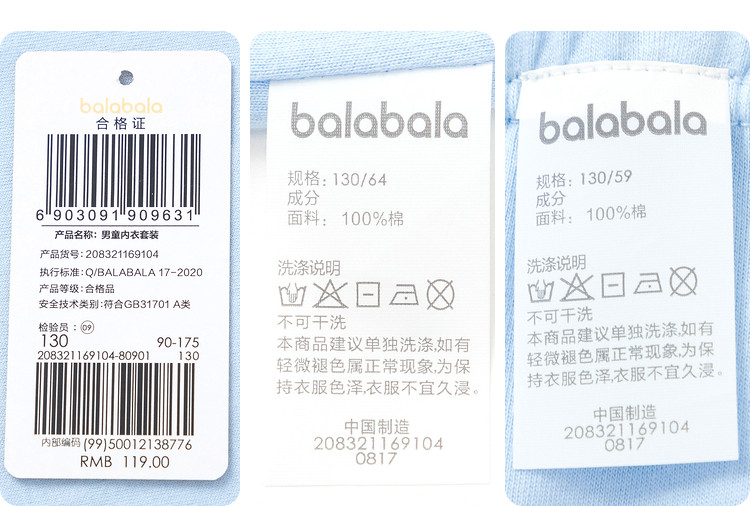 balabala
合格证
6 903091 909631
产品名称: 男童内衣套装
产品货号: 208321169104
执行标准: Q/BALABALA 17-2020
产品等级: 合格品
安全技术类别: 符合GB31701 A类
检验员: 09
130 90-175
208321169104-80901 130
内部编码 (99)50012138776
RMB 119.00
balabala
规格: 130/64
成分
面料: 100%棉
洗涤说明
不可干洗
本商品建议单独洗涤,如有
轻微褪色属正常现象,为保
持衣服色泽,衣服不宜久浸。
中国制造
208321169104
0817
balabala
规格: 130/59
成分
面料: 100%棉
洗涤说明
不可干洗
本商品建议单独洗涤,如有
轻微褪色属正常现象,为保
持衣服色泽,衣服不宜久浸。
中国制造
208321169104
0817